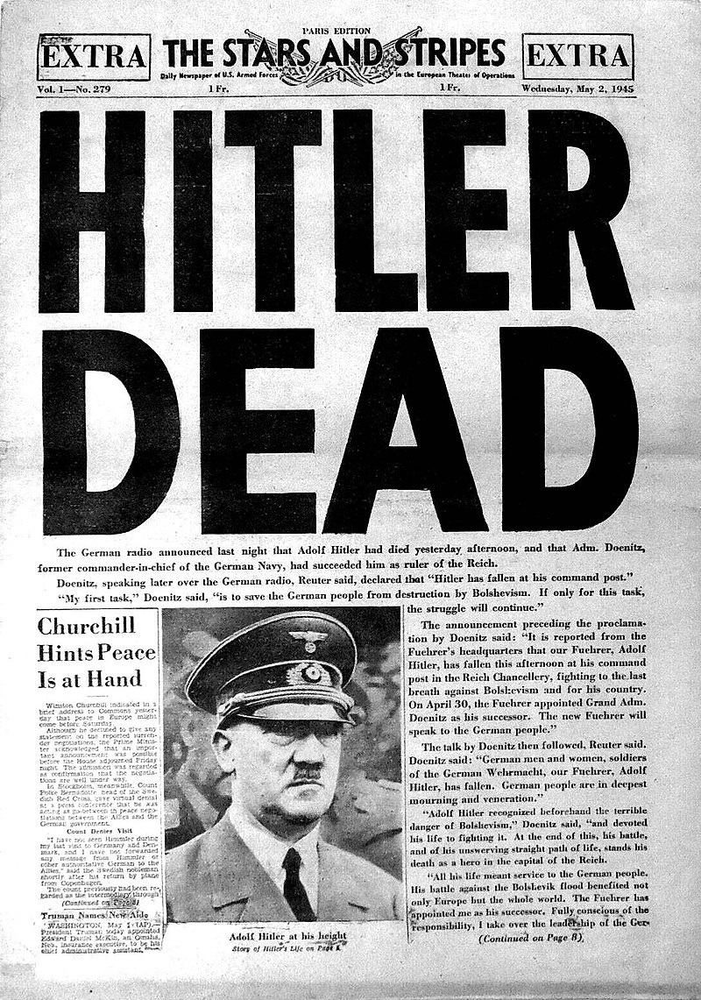 PARIS EDITION
EXTRA
THE STARS AND STRIPES
EXTRA
Daily Newspaper of U.S. Armed Forces
in the European Theater of Operations
Vol. 1—No. 279
1 Fr.
1 Fr.
Wednesday, May 2, 1945
HITLER
DEAD
The German radio announced last night that Adolf Hitler had died yesterday afternoon, and that Adm. Doenitz,
former commander-in-chief of the German Navy, had succeeded him as ruler of the Reich.
Doenitz, speaking later over the German radio, Reuter said, declared that “Hitler has fallen at his command post.”
“My first task,” Doenitz said, “is to save the German people from destruction by Bolshevism. If only for this task,
the struggle will continue.”
Churchill
Hints Peace
Is at Hand
Winston Churchill indicated in a
brief address to Commons yester-
day that peace in Europe might
come before Saturday.
Although he declined to give any
statement on the reported surren-
der negotiations, the Prime Minis-
ter acknowledged that an impor-
tant announcement was possible
before the House adjourned Friday
night. The admission was regarded
as confirmation that the negotia-
tions are well under way.
In Stockholm, meanwhile, Count
Folke Bernadotte, head of the Swe-
dish Red Cross, gave virtual denial
at a press conference that he was
acting as go-between in peace nego-
tiations between the Allies and the
German government.
Count Denies Visit
“I have not seen Himmler during
my last visit to Germany and Den-
mark, and I have not forwarded
any message from Himmler or
other authoritative German to the
Allies,” said the Swedish nobleman
shortly after his return by plane
from Copenhagen.
The count previously had been re-
garded as the intermediary through
(Continued on Page 8)
Truman Names New Aide
WASHINGTON, May 1 (AP).—
President Truman today appointed
Edward Daniel McKim, an Omaha,
Neb., insurance executive, to be his
chief administrative assistant.
Adolf Hitler at his height
Story of Hitler's Life on Page
The announcement preceding the proclama-
tion by Doenitz said: “It is reported from the
Fuehrer's headquarters that our Fuehrer, Adolf
Hitler, has fallen this afternoon at his command
post in the Reich Chancellery, fighting to the last
breath against Bolshevism and for his country.
On April 30, the Fuehrer appointed Grand Adm.
Doenitz as his successor. The new Fuehrer will
speak to the German people.”
The talk by Doenitz then followed, Reuter said.
Doenitz said: “German men and women, soldiers
of the German Wehrmacht, our Fuehrer, Adolf
Hitler, has fallen. German people are in deepest
mourning and veneration.”
“Adolf Hitler recognized beforehand the terrible
danger of Bolshevism,” Doenitz said, “and devoted
his life to fighting it. At the end of this, his battle,
and of his unswerving straight path of life, stands his
death as a hero in the capital of the Reich.
“All his life meant service to the German people.
His battle against the Bolshevik flood benefited not
only Europe but the whole world. The Fuehrer has
appointed me as his successor. Fully conscious of the
responsibility, I take over the leadership of the Ger-
(Continued on Page 8)